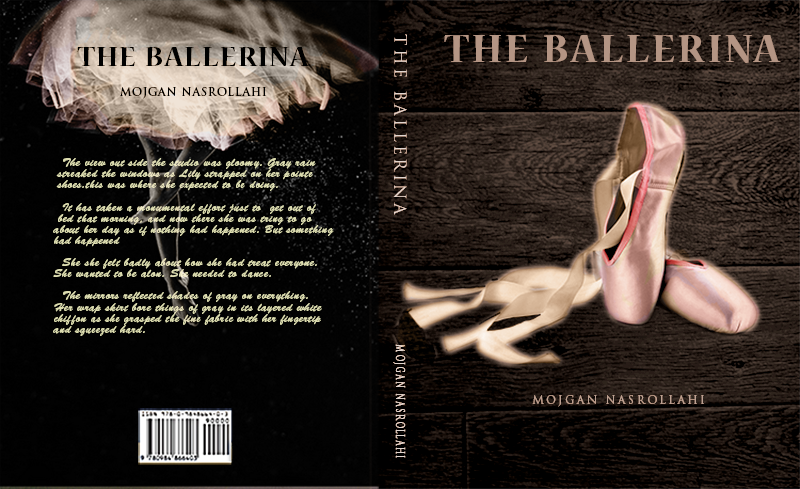 THE BALLERINA
MOJGAN NASROLLAHI
The view out side the studio was gloomy. Gray rain
streaked the windows as Lily strapped on her pointe
shoes.this was where she expected to be doing.
It has taken a monumental effort just to get out of
bed that morning, and now there she was tring to go
about her day as if nothing had happened. But something
had happened
She she felt badly about how she had treat everyone.
She wanted to be alon. She needed to dance.
The mirrors reflected shades of gray on everything.
Her wrap skirt bore things of gray in its layered white
chiffon as she grasped the fine fabric with her fingertip
and squeezed hard.
90000
THE BALLERINA
MOJGAN NASROLLAHI
THE BALLERINA
MOJGAN NASROLLAHI